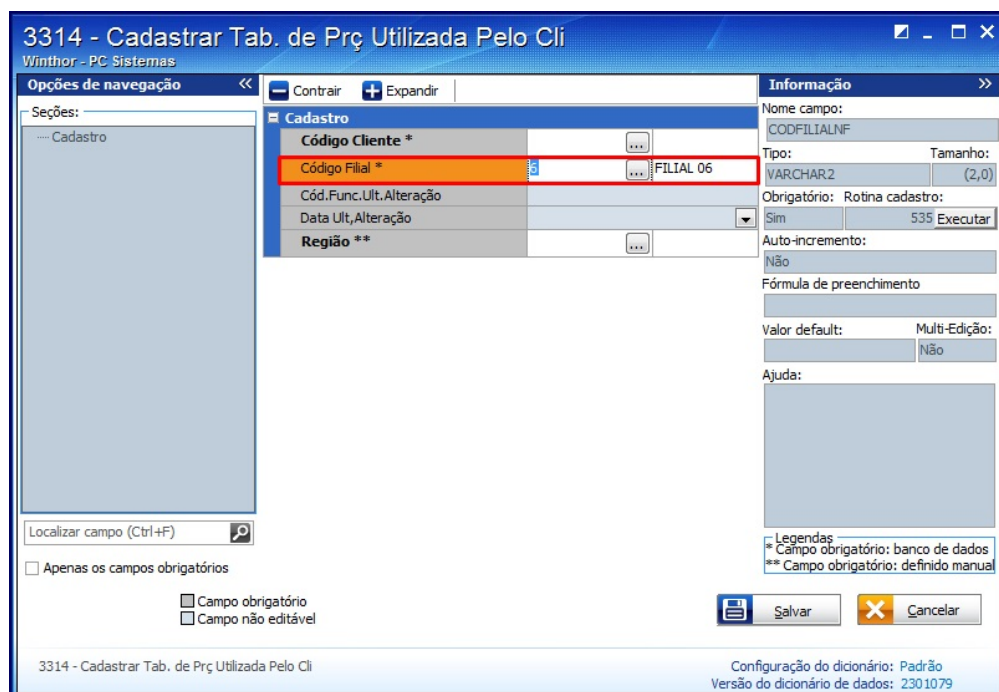 3314 - Cadastrar Tab. de Prç Utilizada Pelo Cli
Winthor - PC Sistemas
Opções de navegação
Seções:
Cadastro
Localizar campo (Ctrl+F)
Apenas os campos obrigatórios
Contrair Expandir
Cadastro
Código Cliente * ...
Código Filial * 6 ... FILIAL 06
Cód.Func.Ult.Alteração
Data Ult,Alteração
Região ** ...
Informação
Nome campo:
CODFILIALNF
Tipo: Tamanho:
VARCHAR2 (2,0)
Obrigatório: Rotina cadastro:
Sim 535 Executar
Auto-incremento:
Não
Fórmula de preenchimento
Valor default: Multi-Edição:
Não
Ajuda:
Legendas
* Campo obrigatório: banco de dados
** Campo obrigatório: definido manual
Campo obrigatório
Campo não editável
Salvar Cancelar
3314 - Cadastrar Tab. de Prç Utilizada Pelo Cli
Configuração do dicionário: Padrão
Versão do dicionário de dados: 2301079